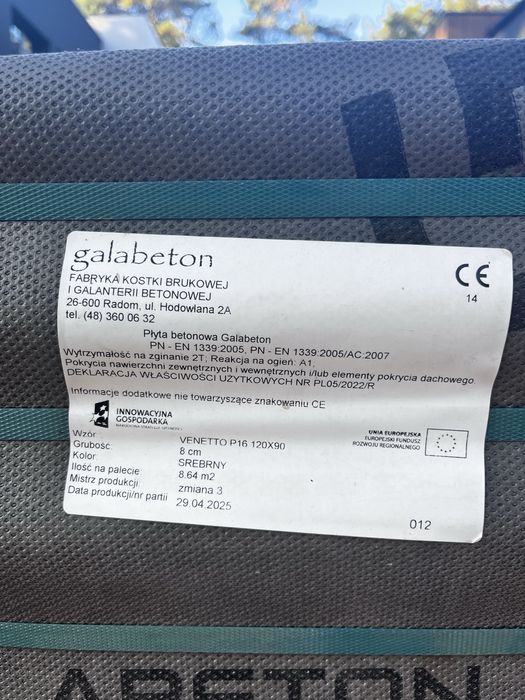 galabeton
FABRYKA KOSTKI BRUKOWEJ
I GALANTERII BETONOWEJ
26-600 Radom, ul. Hodowlana 2A
tel. (48) 360 06 32
CE
14
Płyta betonowa Galabeton
PN - EN 1339:2005, PN - EN 1339:2005/AC:2007
Wytrzymałość na zginanie 2T; Reakcja na ogień: A1,
Pokrycia nawierzchni zewnętrznych i wewnętrznych i/lub elementy pokrycia dachowego.
DEKLARACJA WŁAŚCIWOŚCI UŻYTKOWYCH NR PL05/2022/R
Informacje dodatkowe nie towarzyszące znakowaniu CE
INNOWACYJNA
GOSPODARKA
UNIA EUROPEJSKA
EUROPEJSKI FUNDUSZ
ROZWOJU REGIONALNEGO
Wzór: VENETTO P16 120X90
Grubość: 8 cm
Kolor: SREBRNY
Ilość na palecie: 8.64 m2
Mistrz produkcji: zmiana 3
Data produkcji/nr partii 29.04.2025
012
ABETON